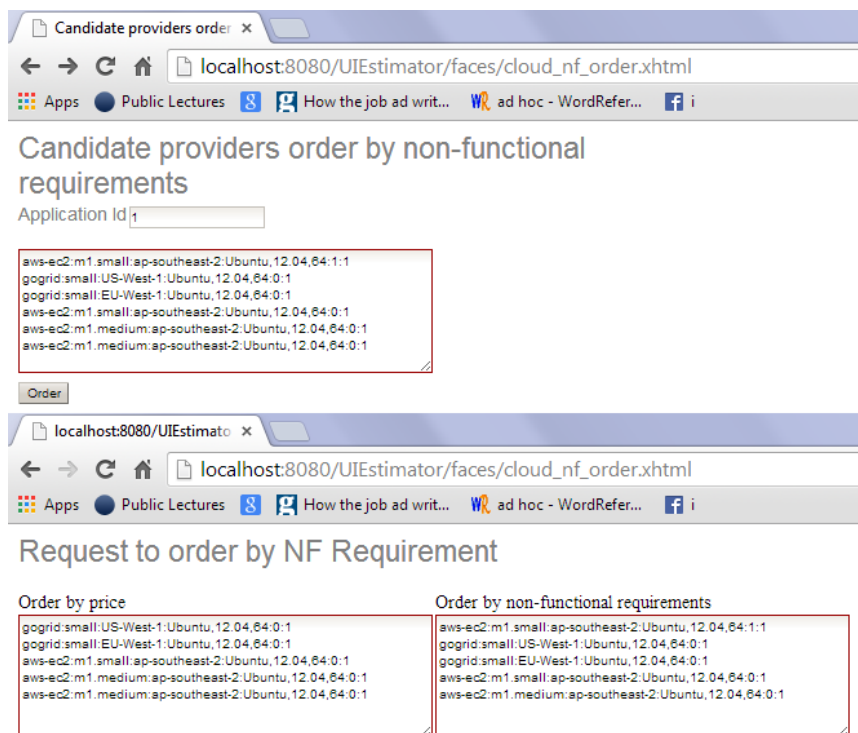 Candidate providers order
localhost:8080/UIEstimator/faces/cloud_nf_order.xhtml
Apps Public Lectures 8 g How the job ad writ... WR ad hoc - WordRefer... f i
Candidate providers order by non-functional
requirements
Application Id 1
aws-ec2:m1.small:ap-southeast-2:Ubuntu,12.04,64:1:1
gogrid:small:US-West-1:Ubuntu,12.04,64:0:1
gogrid:small:EU-West-1:Ubuntu,12.04,64:0:1
aws-ec2:m1.small:ap-southeast-2:Ubuntu,12.04,64:0:1
aws-ec2:m1.medium:ap-southeast-2:Ubuntu,12.04,64:0:1
aws-ec2:m1.medium:ap-southeast-2:Ubuntu,12.04,64:0:1
Order
localhost:8080/UIEstimato
localhost:8080/UIEstimator/faces/cloud_nf_order.xhtml
Apps Public Lectures 8 g How the job ad writ... WR ad hoc - WordRefer... f i
Request to order by NF Requirement
Order by price
gogrid:small:US-West-1:Ubuntu,12.04,64:0:1
gogrid:small:EU-West-1:Ubuntu,12.04,64:0:1
aws-ec2:m1.small:ap-southeast-2:Ubuntu,12.04,64:0:1
aws-ec2:m1.medium:ap-southeast-2:Ubuntu,12.04,64:0:1
aws-ec2:m1.medium:ap-southeast-2:Ubuntu,12.04,64:0:1
Order by non-functional requirements
aws-ec2:m1.small:ap-southeast-2:Ubuntu,12.04,64:1:1
gogrid:small:US-West-1:Ubuntu,12.04,64:0:1
gogrid:small:EU-West-1:Ubuntu,12.04,64:0:1
aws-ec2:m1.small:ap-southeast-2:Ubuntu,12.04,64:0:1
aws-ec2:m1.medium:ap-southeast-2:Ubuntu,12.04,64:0:1